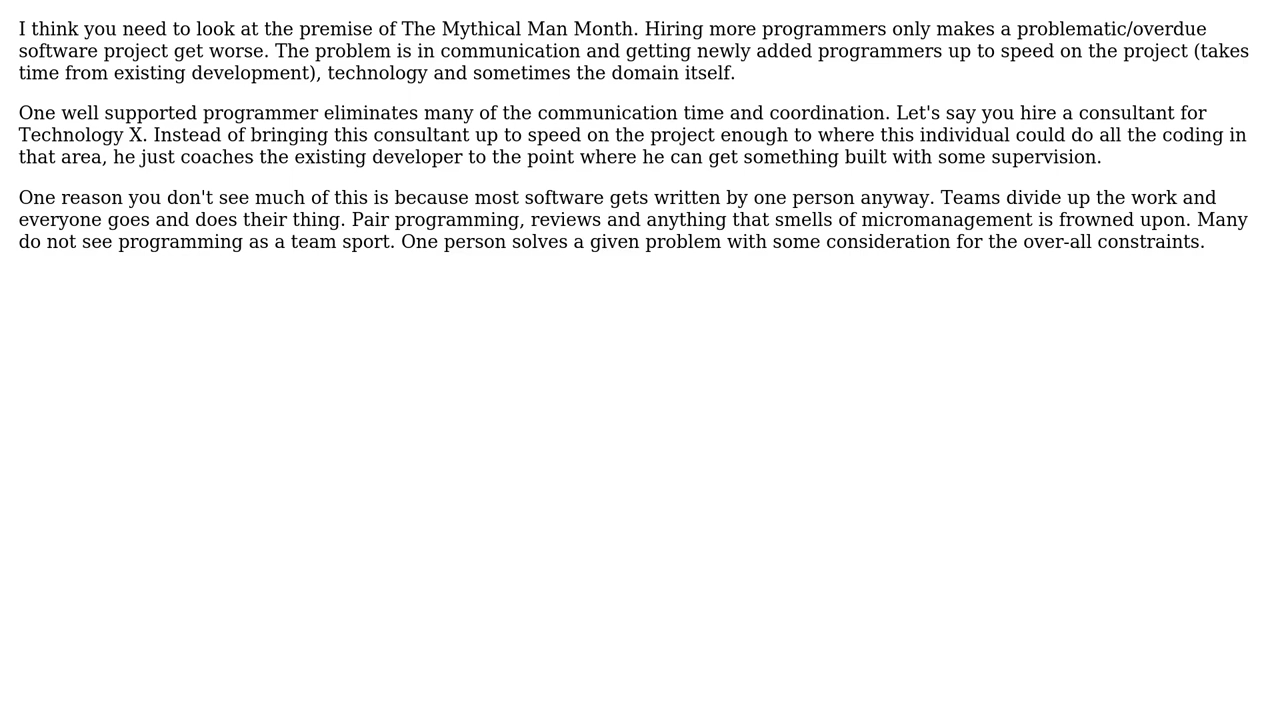 I think you need to look at the premise of The Mythical Man Month. Hiring more programmers only makes a problematic/overdue
software project get worse. The problem is in communication and getting newly added programmers up to speed on the project (takes
time from existing development), technology and sometimes the domain itself.
One well supported programmer eliminates many of the communication time and coordination. Let's say you hire a consultant for
Technology X. Instead of bringing this consultant up to speed on the project enough to where this individual could do all the coding in
that area, he just coaches the existing developer to the point where he can get something built with some supervision.
One reason you don't see much of this is because most software gets written by one person anyway. Teams divide up the work and
everyone goes and does their thing. Pair programming, reviews and anything that smells of micromanagement is frowned upon. Many
do not see programming as a team sport. One person solves a given problem with some consideration for the over-all constraints.